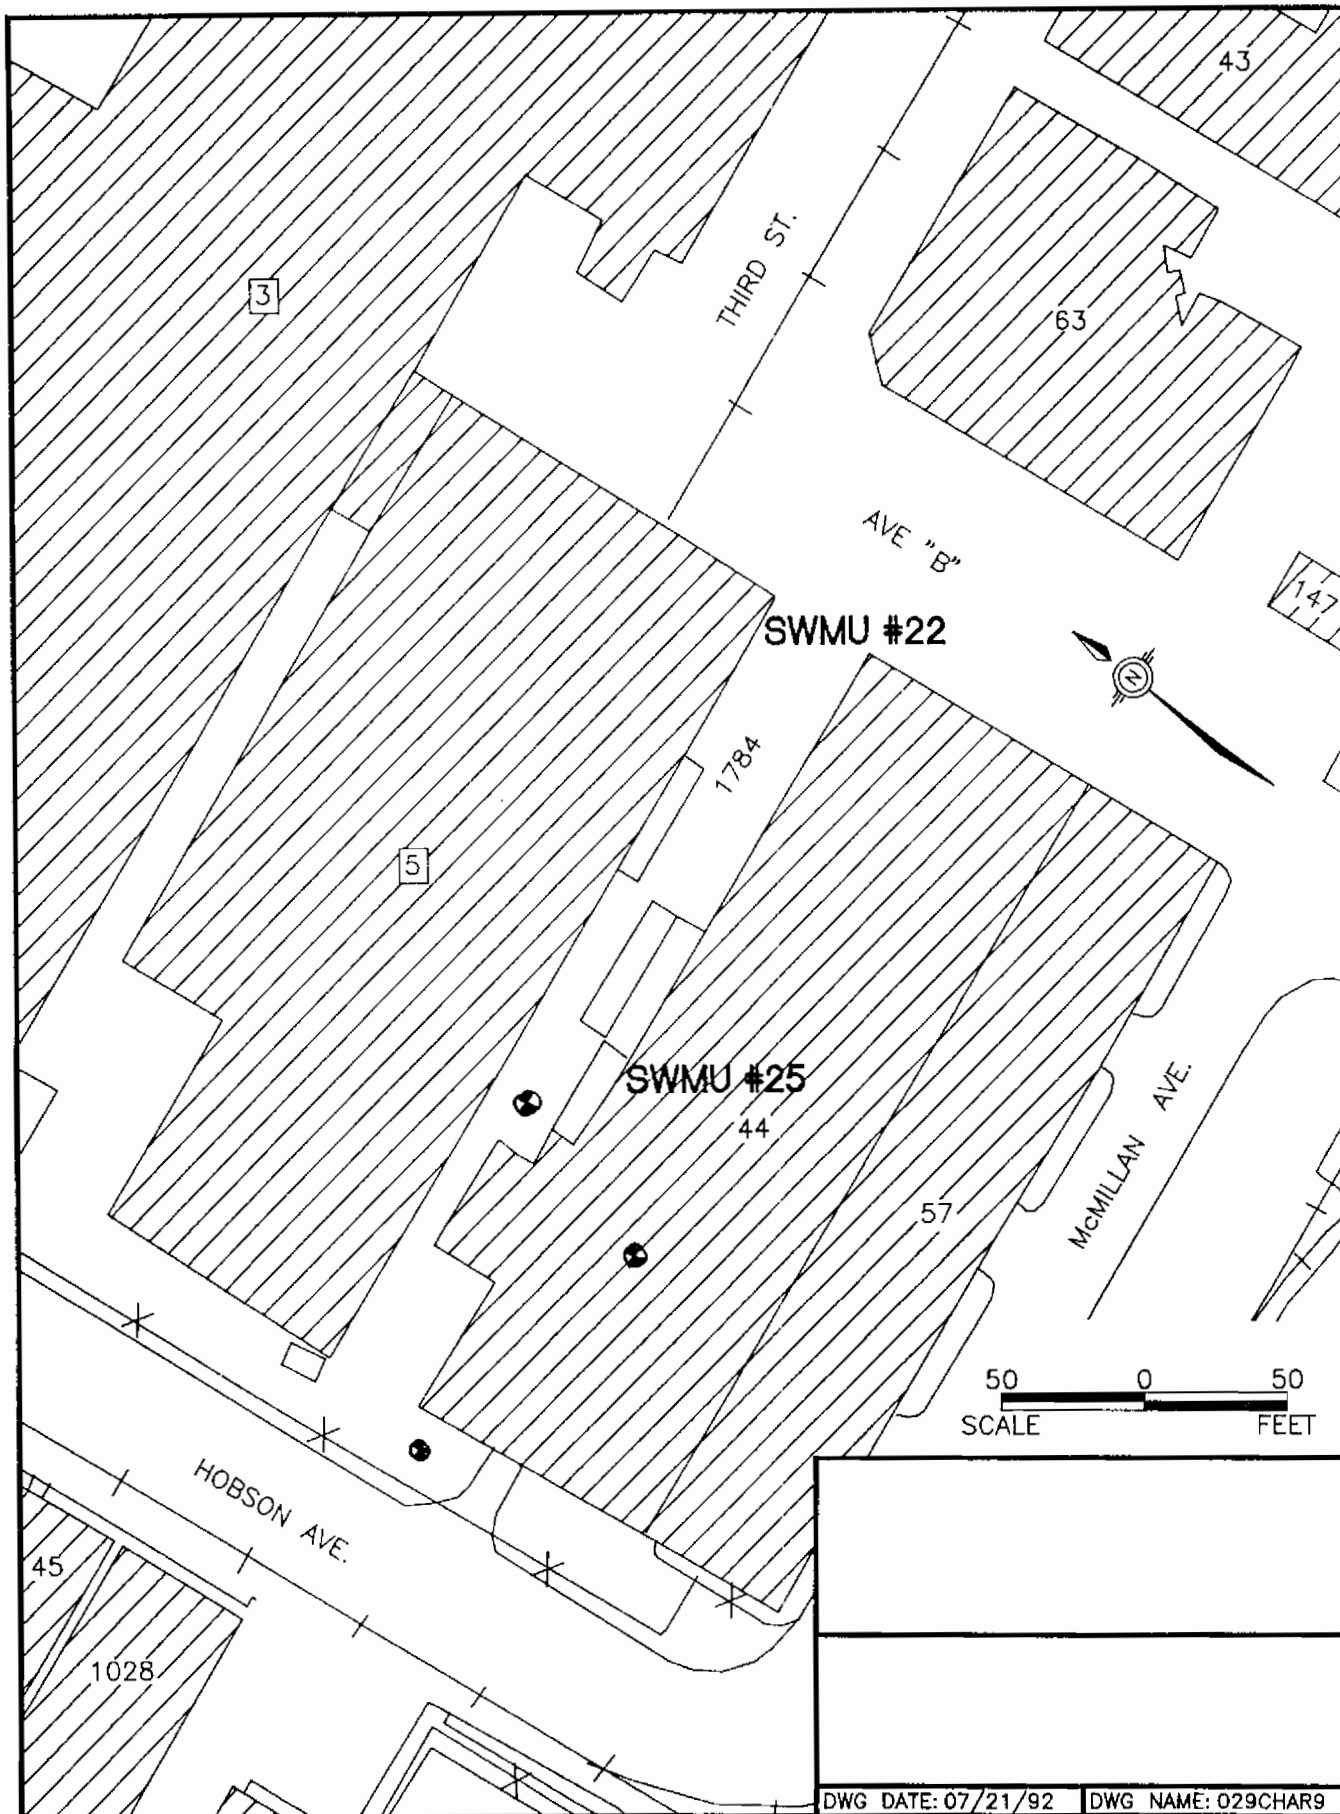 43
3
THIRD ST.
63
AVE "B"
147
SWMU #22
N
1784
5
SWMU #25
44
McMILLAN AVE.
57
50 0 50
SCALE FEET
HOBSON AVE.
45
1028
DWG DATE: 07/21/92 DWG NAME: 029CHAR9